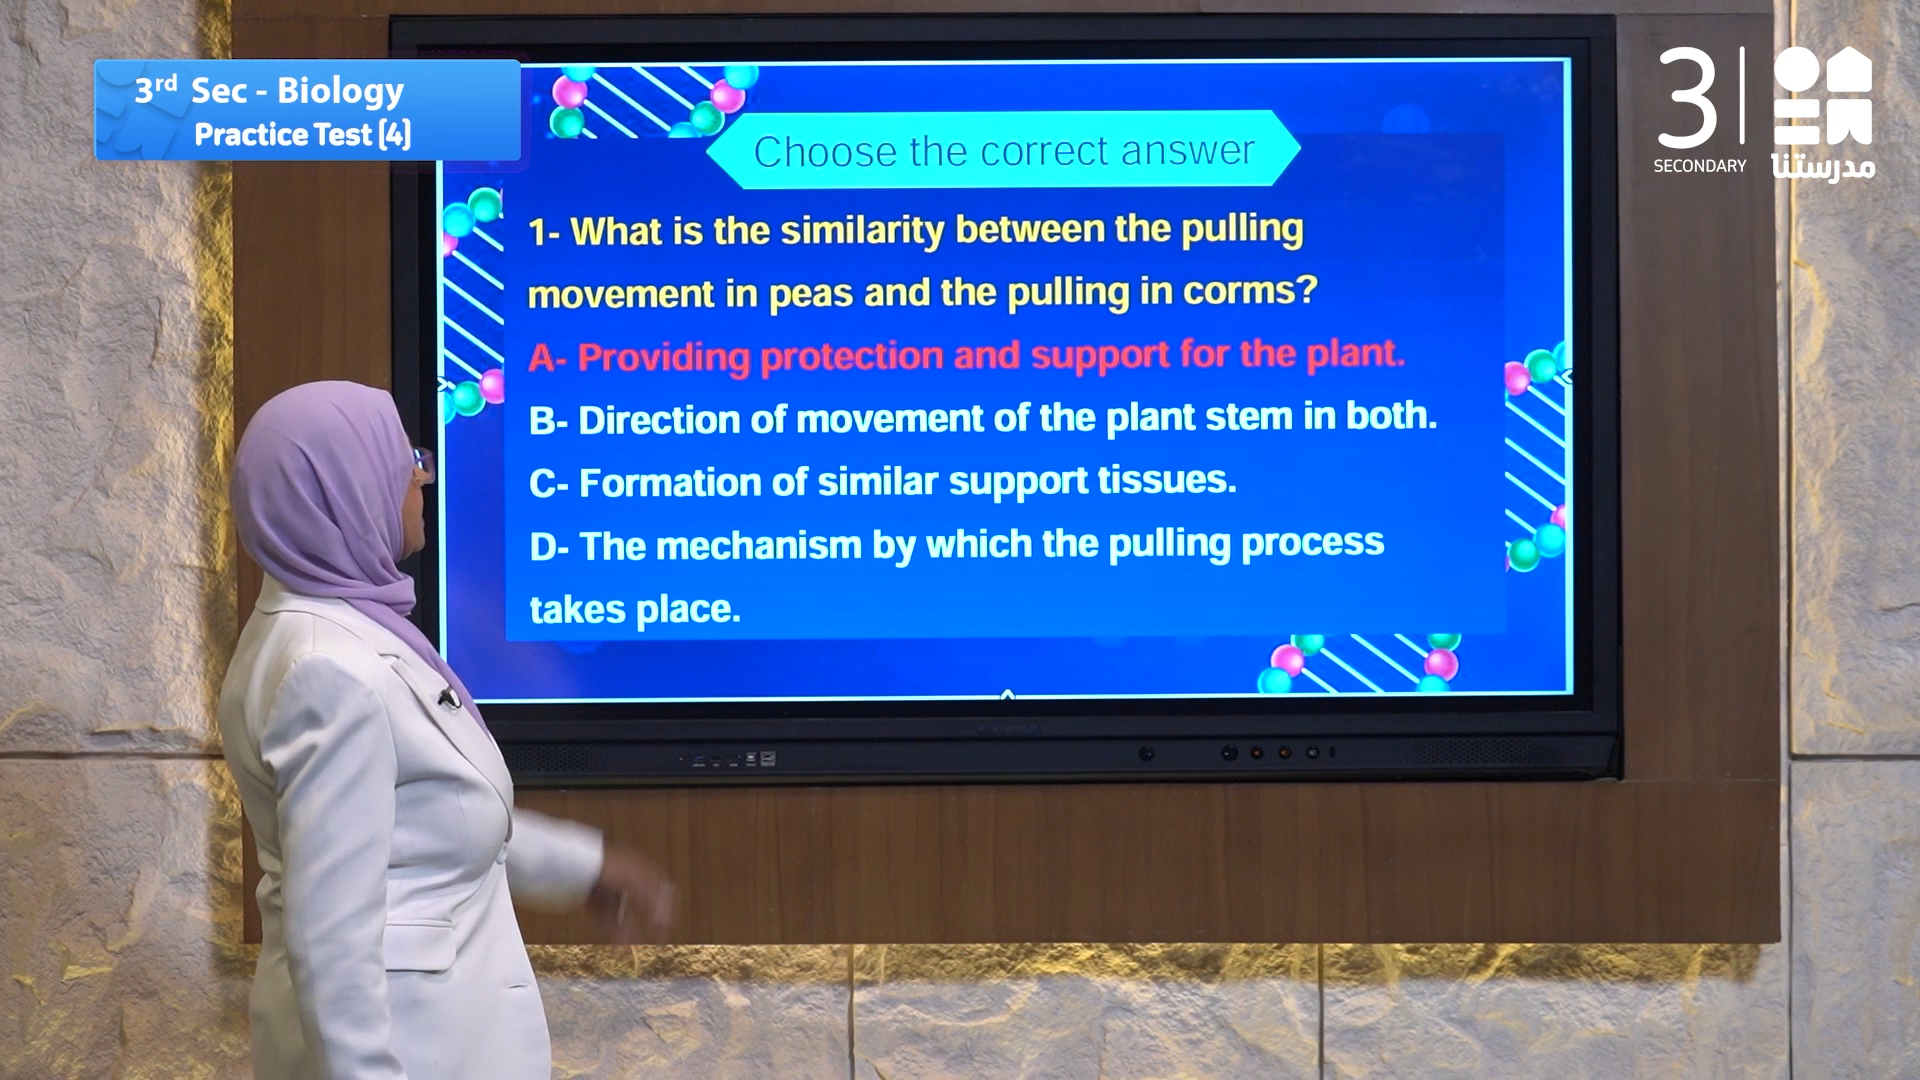 3rd Sec - Biology
Practice Test (4)
3
SECONDARY
مدرستنا
Choose the correct answer
1- What is the similarity between the pulling
movement in peas and the pulling in corms?
A- Providing protection and support for the plant.
B- Direction of movement of the plant stem in both.
C- Formation of similar support tissues.
D- The mechanism by which the pulling process
takes place.